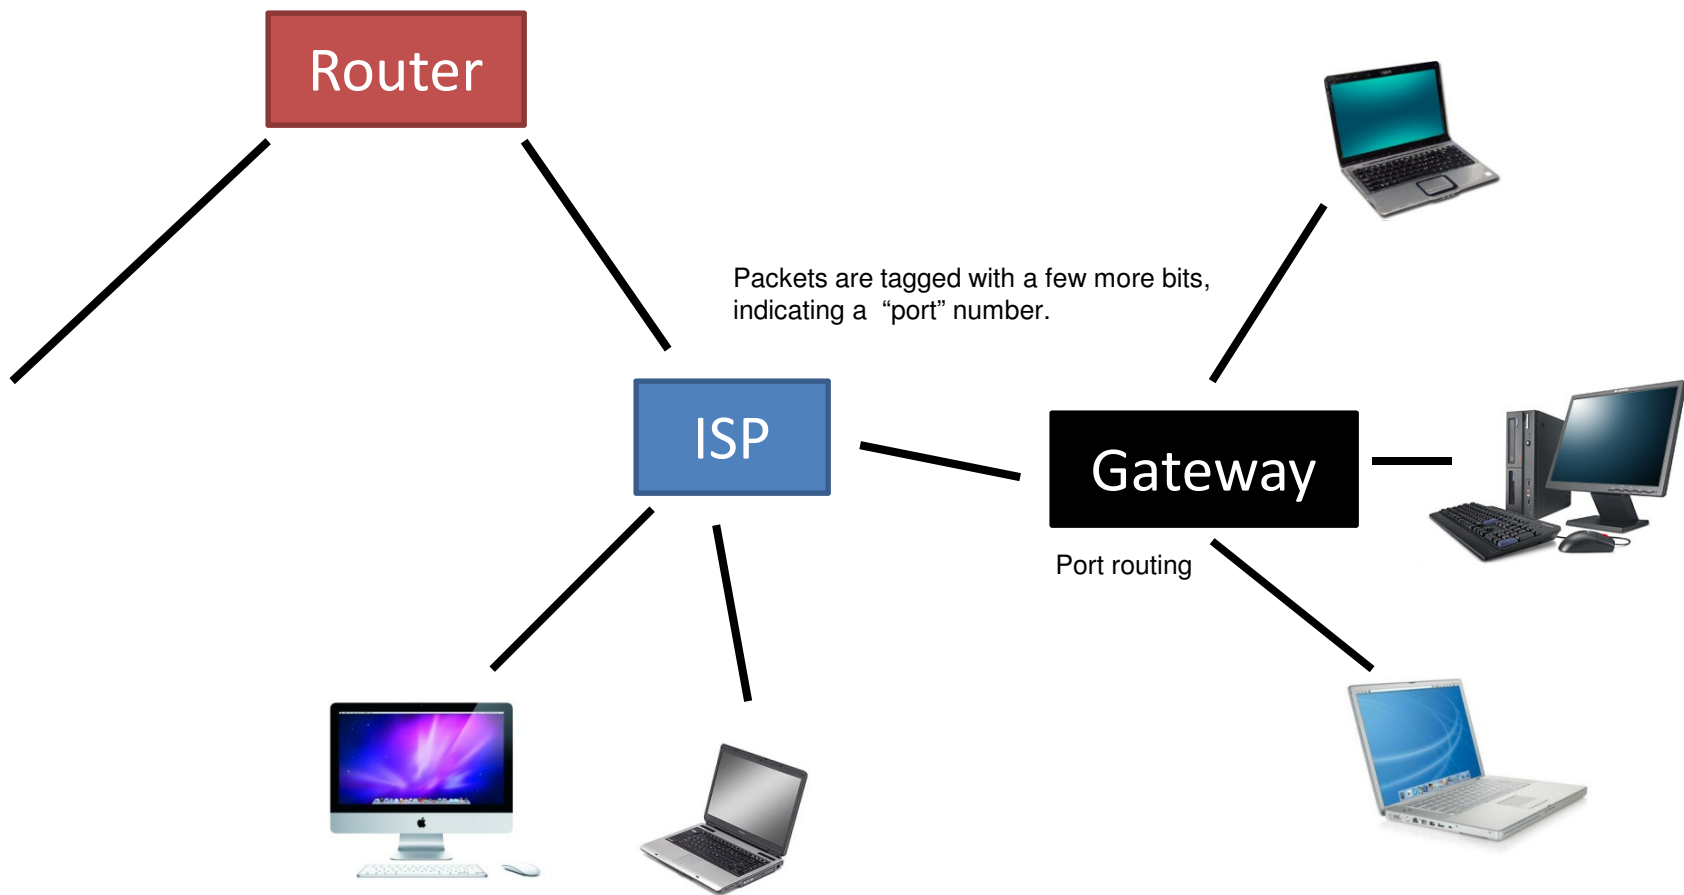 Router
Packets are tagged with a few more bits,
indicating a “port” number.
ISP
Gateway
Port routing